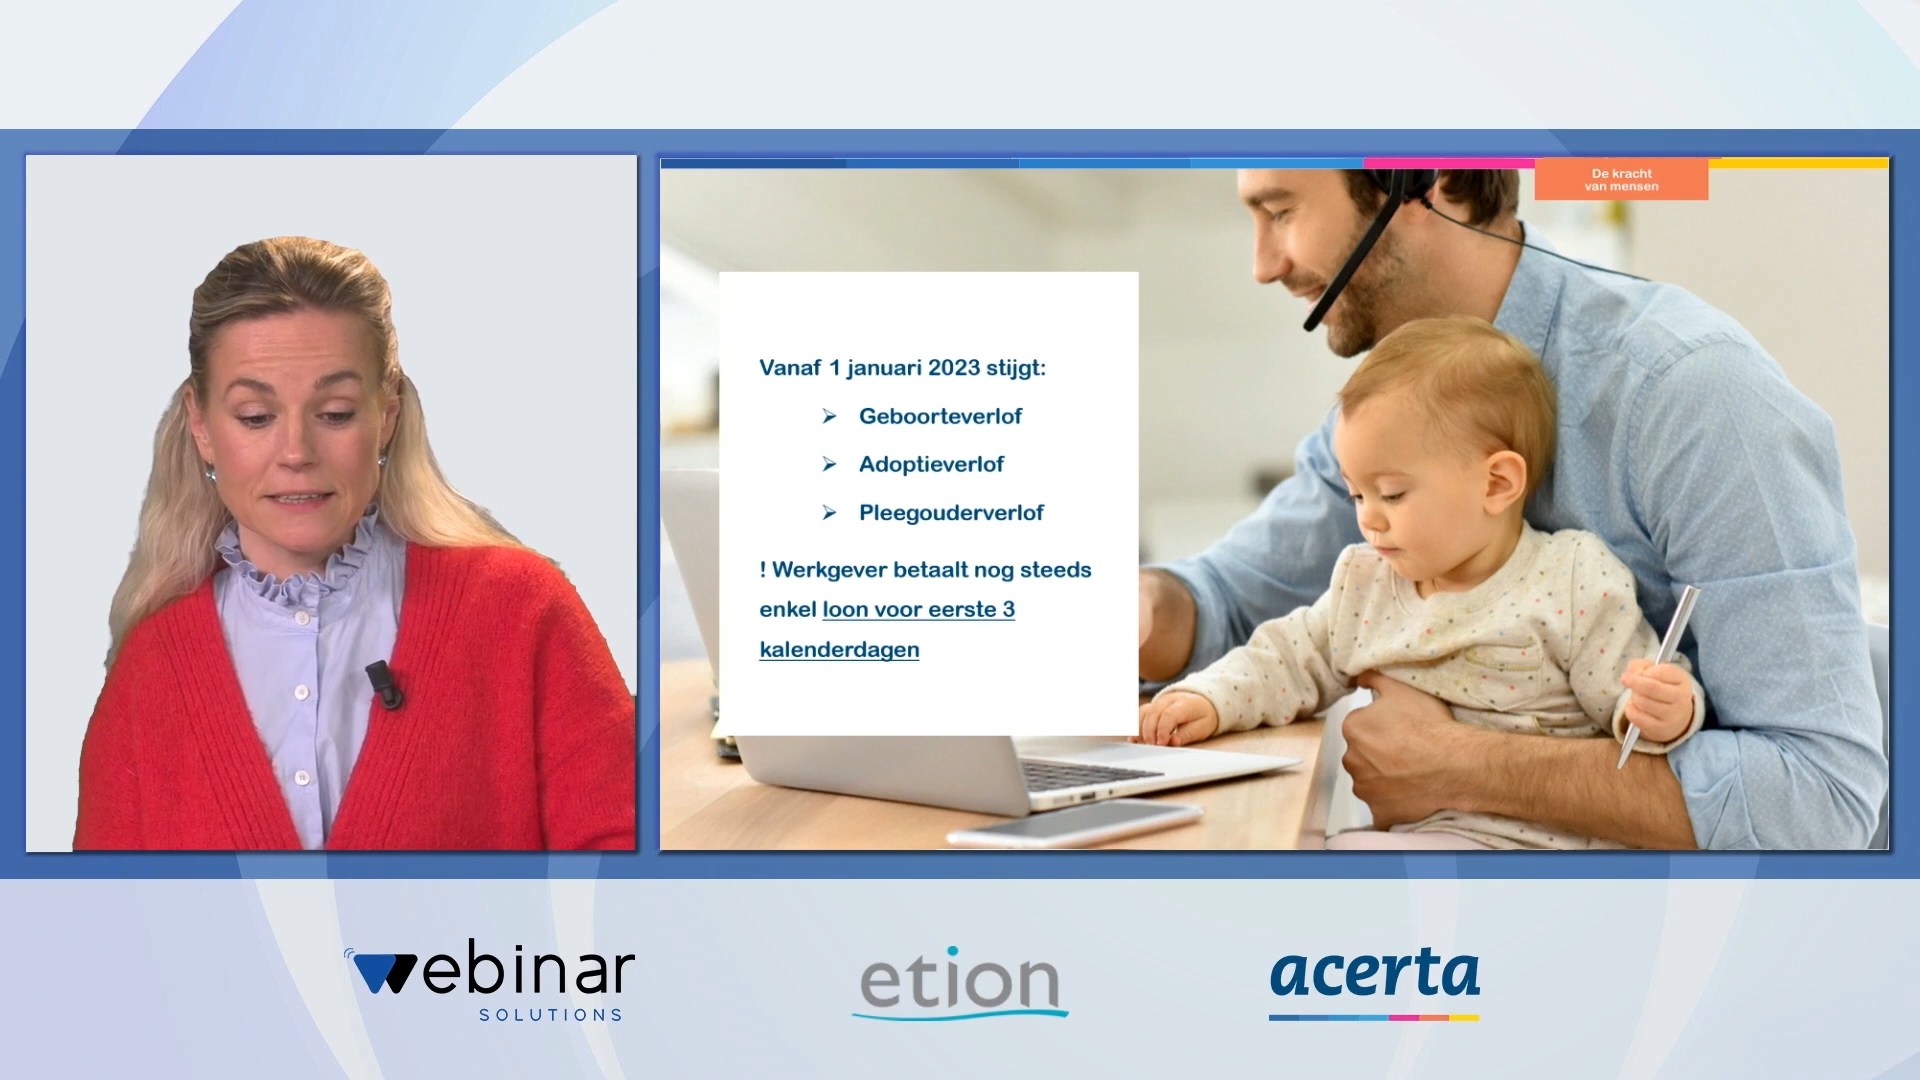 De kracht
van mensen
Vanaf 1 januari 2023 stijgt:
➢ Geboorteverlof
➢ Adoptieverlof
➢ Pleegouderverlof
! Werkgever betaalt nog steeds
enkel loon voor eerste 3
kalenderdagen
webinar
SOLUTIONS
etion
acerta